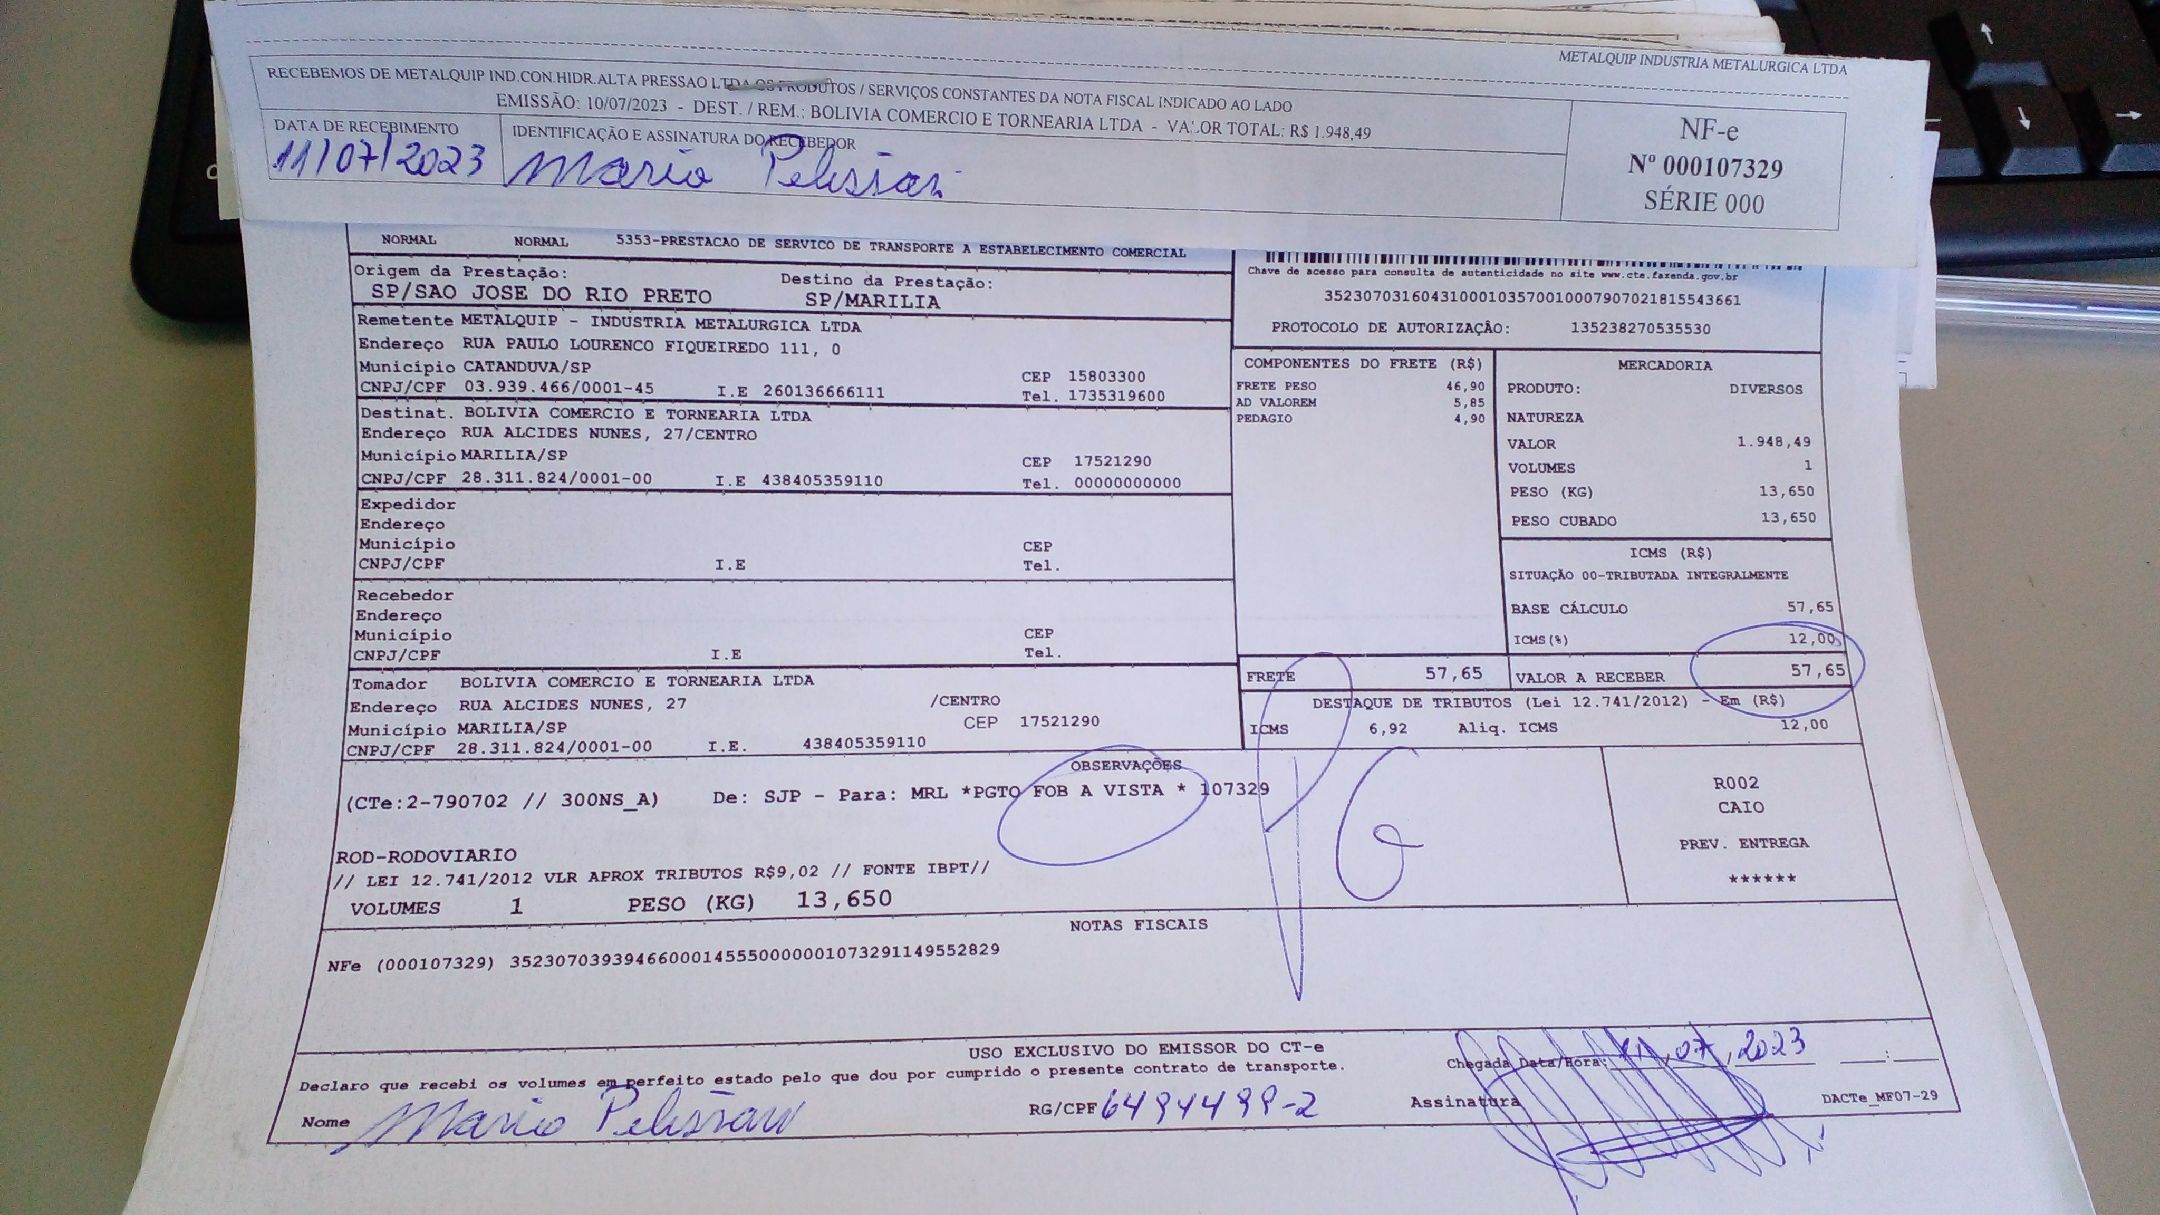 METALQUIP INDUSTRIA METALURGICA LTDA
RECEBEMOS DE METALQUIP IND.CON.HIDR.ALTA PRESSAO LTDA OS PRODUTOS / SERVIÇOS CONSTANTES DA NOTA FISCAL INDICADO AO LADO
EMISSÃO: 10/07/2023 - DEST. / REM.: BOLIVIA COMERCIO E TORNEARIA LTDA - VALOR TOTAL: R$ 1.948,49
DATA DE RECEBIMENTO
11/07/2023
IDENTIFICAÇÃO E ASSINATURA DO RECEBEDOR
Mario Pelissari
NF-e
Nº 000107329
SÉRIE 000
NORMAL NORMAL 5353-PRESTACAO DE SERVICO DE TRANSPORTE A ESTABELECIMENTO COMERCIAL
Origem da Prestação: Destino da Prestação:
SP/SAO JOSE DO RIO PRETO SP/MARILIA
Chave de acesso para consulta de autenticidade no site www.cte.fazenda.gov.br
35230703160431000103570010007907021815543661
PROTOCOLO DE AUTORIZAÇÃO: 135238270535530
Remetente METALQUIP - INDUSTRIA METALURGICA LTDA
Endereço RUA PAULO LOURENCO FIQUEIREDO 111, 0
Município CATANDUVA/SP CEP 15803300
CNPJ/CPF 03.939.466/0001-45 I.E 260136666111 Tel. 1735319600
Destinat. BOLIVIA COMERCIO E TORNEARIA LTDA
Endereço RUA ALCIDES NUNES, 27/CENTRO
Município MARILIA/SP CEP 17521290
CNPJ/CPF 28.311.824/0001-00 I.E 438405359110 Tel. 00000000000
Expedidor
Endereço
Município CEP
CNPJ/CPF I.E Tel.
Recebedor
Endereço
Município CEP
CNPJ/CPF I.E Tel.
Tomador BOLIVIA COMERCIO E TORNEARIA LTDA
Endereço RUA ALCIDES NUNES, 27 /CENTRO
Município MARILIA/SP CEP 17521290
CNPJ/CPF 28.311.824/0001-00 I.E. 438405359110
COMPONENTES DO FRETE (R$)
FRETE PESO 46,90
AD VALOREM 5,85
PEDAGIO 4,90
MERCADORIA
PRODUTO: DIVERSOS
NATUREZA
VALOR 1.948,49
VOLUMES 1
PESO (KG) 13,650
PESO CUBADO 13,650
ICMS (R$)
SITUAÇÃO 00-TRIBUTADA INTEGRALMENTE
BASE CÁLCULO 57,65
ICMS(%) 12,00
FRETE 57,65 VALOR A RECEBER 57,65
DESTAQUE DE TRIBUTOS (Lei 12.741/2012) - Em (R$)
ICMS 6,92 Aliq. ICMS 12,00
OBSERVAÇÕES
(CTe:2-790702 // 300NS_A) De: SJP - Para: MRL *PGTO FOB A VISTA * 107329
ROD-RODOVIARIO
// LEI 12.741/2012 VLR APROX TRIBUTOS R$9,02 // FONTE IBPT//
VOLUMES 1 PESO (KG) 13,650
R002
CAIO
PREV. ENTREGA
******
PG
NOTAS FISCAIS
NFe (000107329) 35230703939466000145550000001073291149552829
USO EXCLUSIVO DO EMISSOR DO CT-e
Declaro que recebi os volumes em perfeito estado pelo que dou por cumprido o presente contrato de transporte.
Chegada Data/Hora: 11,07,2023 ___:___
Nome Mario Pelissari RG/CPF 6494499-2 Assinatura
DACTe_MF07-29